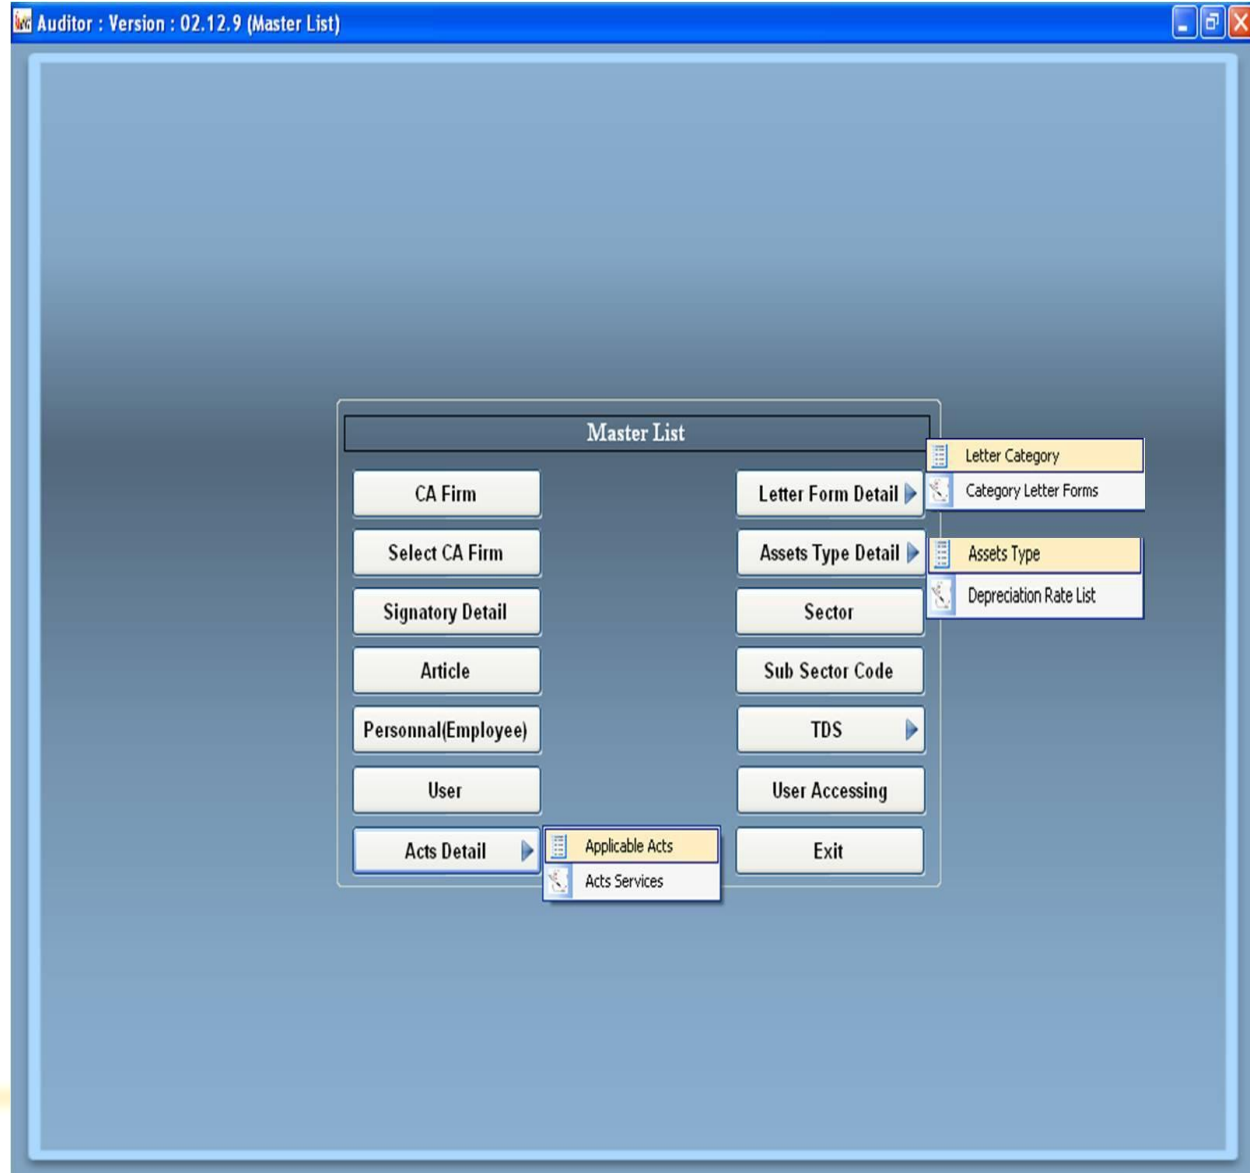 Auditor : Version : 02.12.9 (Master List)
Master List
CA Firm
Select CA Firm
Signatory Detail
Article
Personnal(Employee)
User
Acts Detail
Applicable Acts
Acts Services
Letter Form Detail
Letter Category
Category Letter Forms
Assets Type Detail
Assets Type
Depreciation Rate List
Sector
Sub Sector Code
TDS
User Accessing
Exit